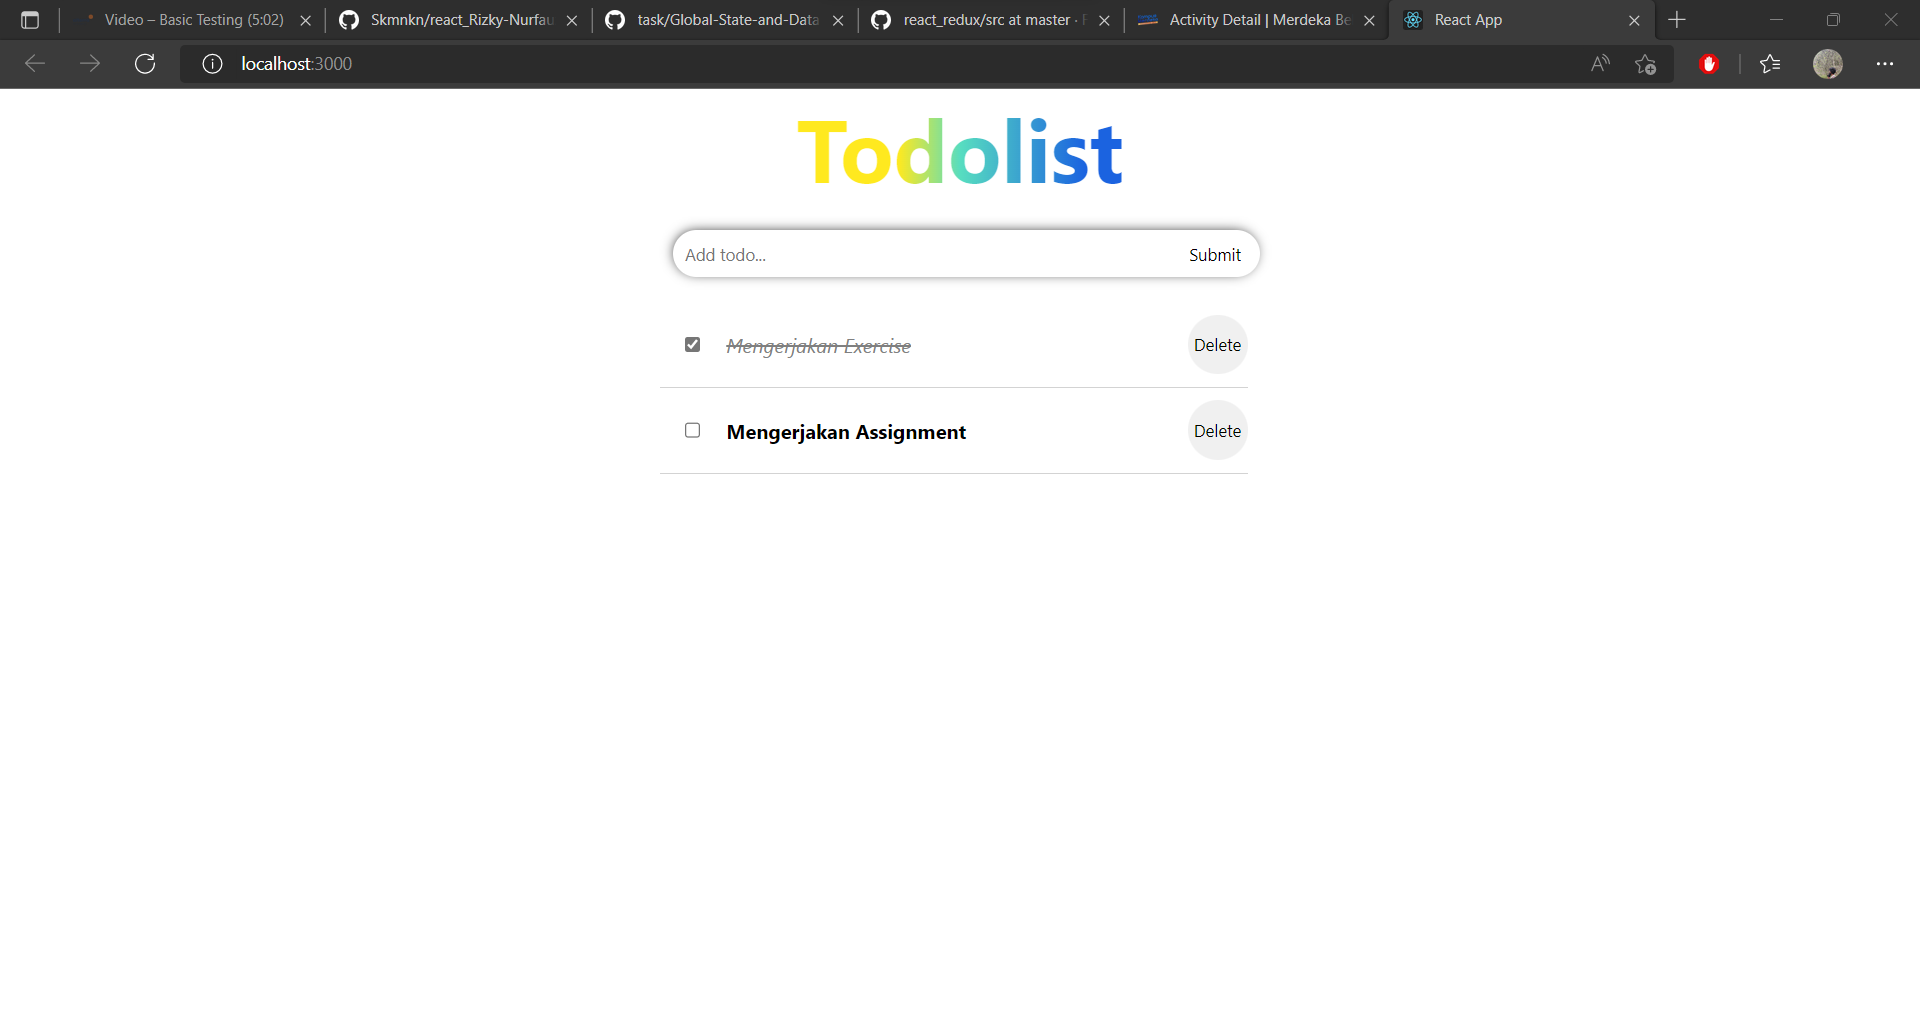 Video – Basic Testing (5:02)
Skmnkn/react_Rizky-Nurfau
task/Global-State-and-Data
react_redux/src at master ·
Activity Detail | Merdeka Be
React App
localhost:3000
Todolist
Add todo...
Submit
Mengerjakan Exercise
Delete
Mengerjakan Assignment
Delete